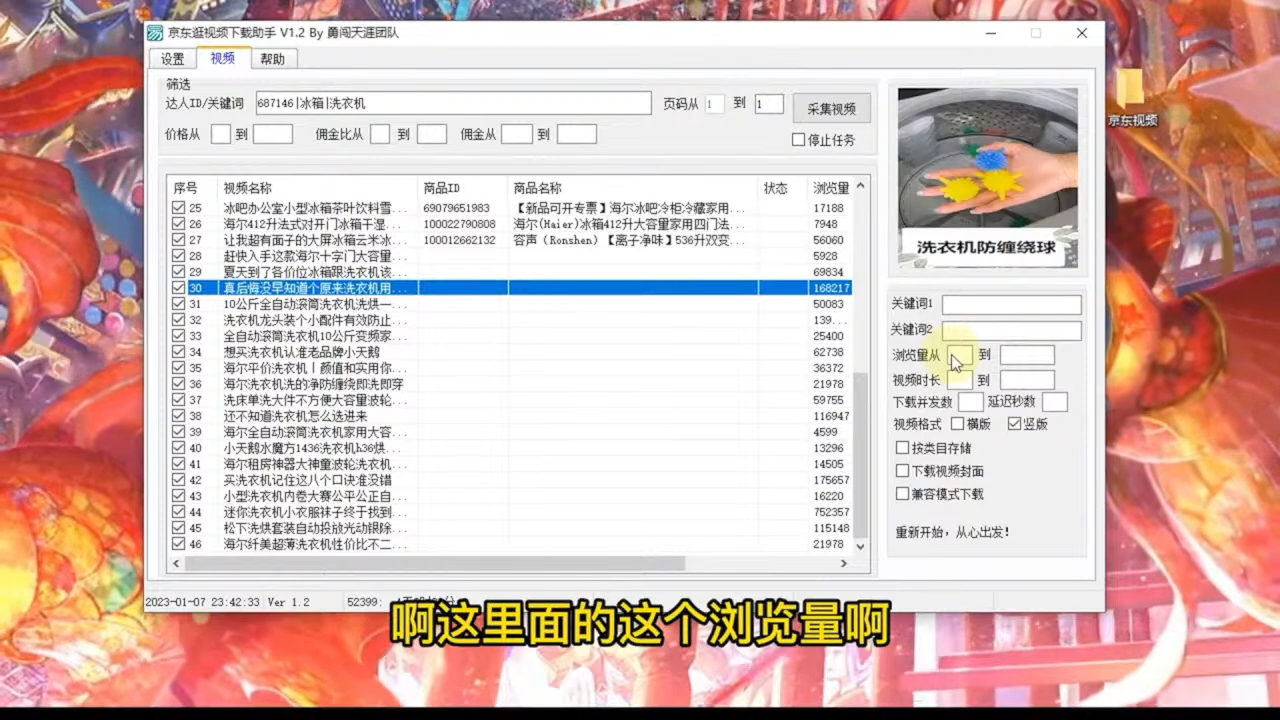 京东逛视频下载助手 V1.2 By 勇闯天涯团队
设置 视频 帮助
筛选
达人ID/关键词 687146|冰箱|洗衣机 页码从 1 到 1 采集视频
价格从 到 佣金比从 到 佣金从 到 停止任务
序号 视频名称 商品ID 商品名称 状态 浏览量
25 冰吧办公室小型冰箱茶叶饮料雪... 69079651983 【新品可开专票】海尔冰吧冷柜冷藏家用... 17188
26 海尔412升法式对开门冰箱干湿... 100022790808 海尔(Haier)冰箱412升大容量家用四门法... 7948
27 让我超有面子的大屏冰箱云米冰... 100012662132 容声（Ronshen）【离子净味】536升双变... 56060
28 赶快入手这款海尔十字门大容量... 5928
29 夏天到了各价位冰箱跟洗衣机该... 69834
30 真后悔没早知道个原来洗衣机用... 168217
31 10公斤全自动滚筒洗衣机洗烘一... 50083
32 洗衣机龙头装个小配件有效防止... 139...
33 全自动滚筒洗衣机10公斤变频家... 25400
34 想买洗衣机认准老品牌小天鹅 62738
35 海尔平价洗衣机丨颜值和实用你... 36372
36 海尔洗衣机洗的净防缠绕即洗即穿 21978
37 洗床单洗大件不方便大容量波轮... 59755
38 还不知道洗衣机怎么选进来 116947
39 海尔全自动滚筒洗衣机家用大容... 4599
40 小天鹅水魔方1436洗衣机h36烘... 13296
41 海尔租房神器大神童波轮洗衣机... 14505
42 买洗衣机记住这八个口诀准没错 175657
43 小型洗衣机内卷大赛公平公正自... 16220
44 迷你洗衣机小衣服袜子终于找到... 752357
45 松下洗烘套装自动投放光动银除... 115148
46 海尔纤美超薄洗衣机性价比不二... 21978
洗衣机防缠绕球
关键词1
关键词2
浏览量从 到
视频时长 到
下载并发数 延迟秒数
视频格式 横版 竖版
按类目存储
下载视频封面
兼容模式下载
重新开始，从心出发！
京东视频
2023-01-07 23:42:33 Ver 1.2 52399:
啊这里面的这个浏览量啊